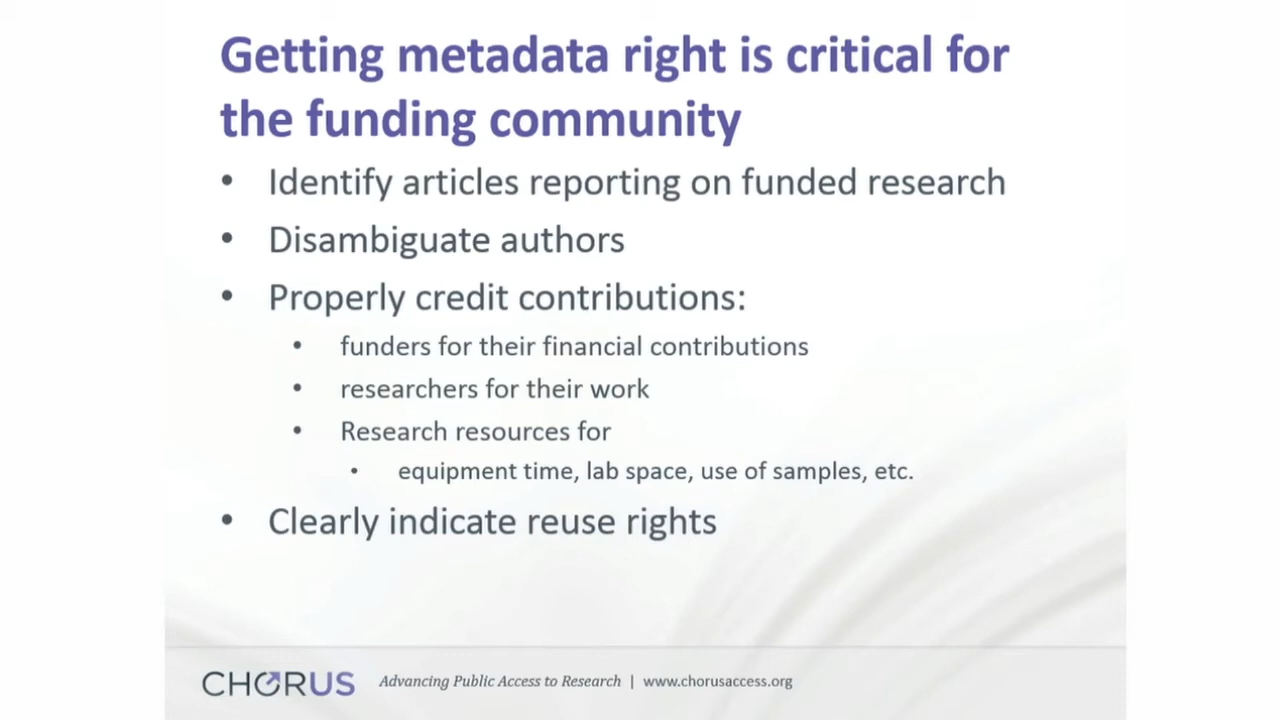 Getting metadata right is critical for
the funding community
• Identify articles reporting on funded research
• Disambiguate authors
• Properly credit contributions:
• funders for their financial contributions
• researchers for their work
• Research resources for
• equipment time, lab space, use of samples, etc.
• Clearly indicate reuse rights
CHORUS Advancing Public Access to Research | www.chorusaccess.org